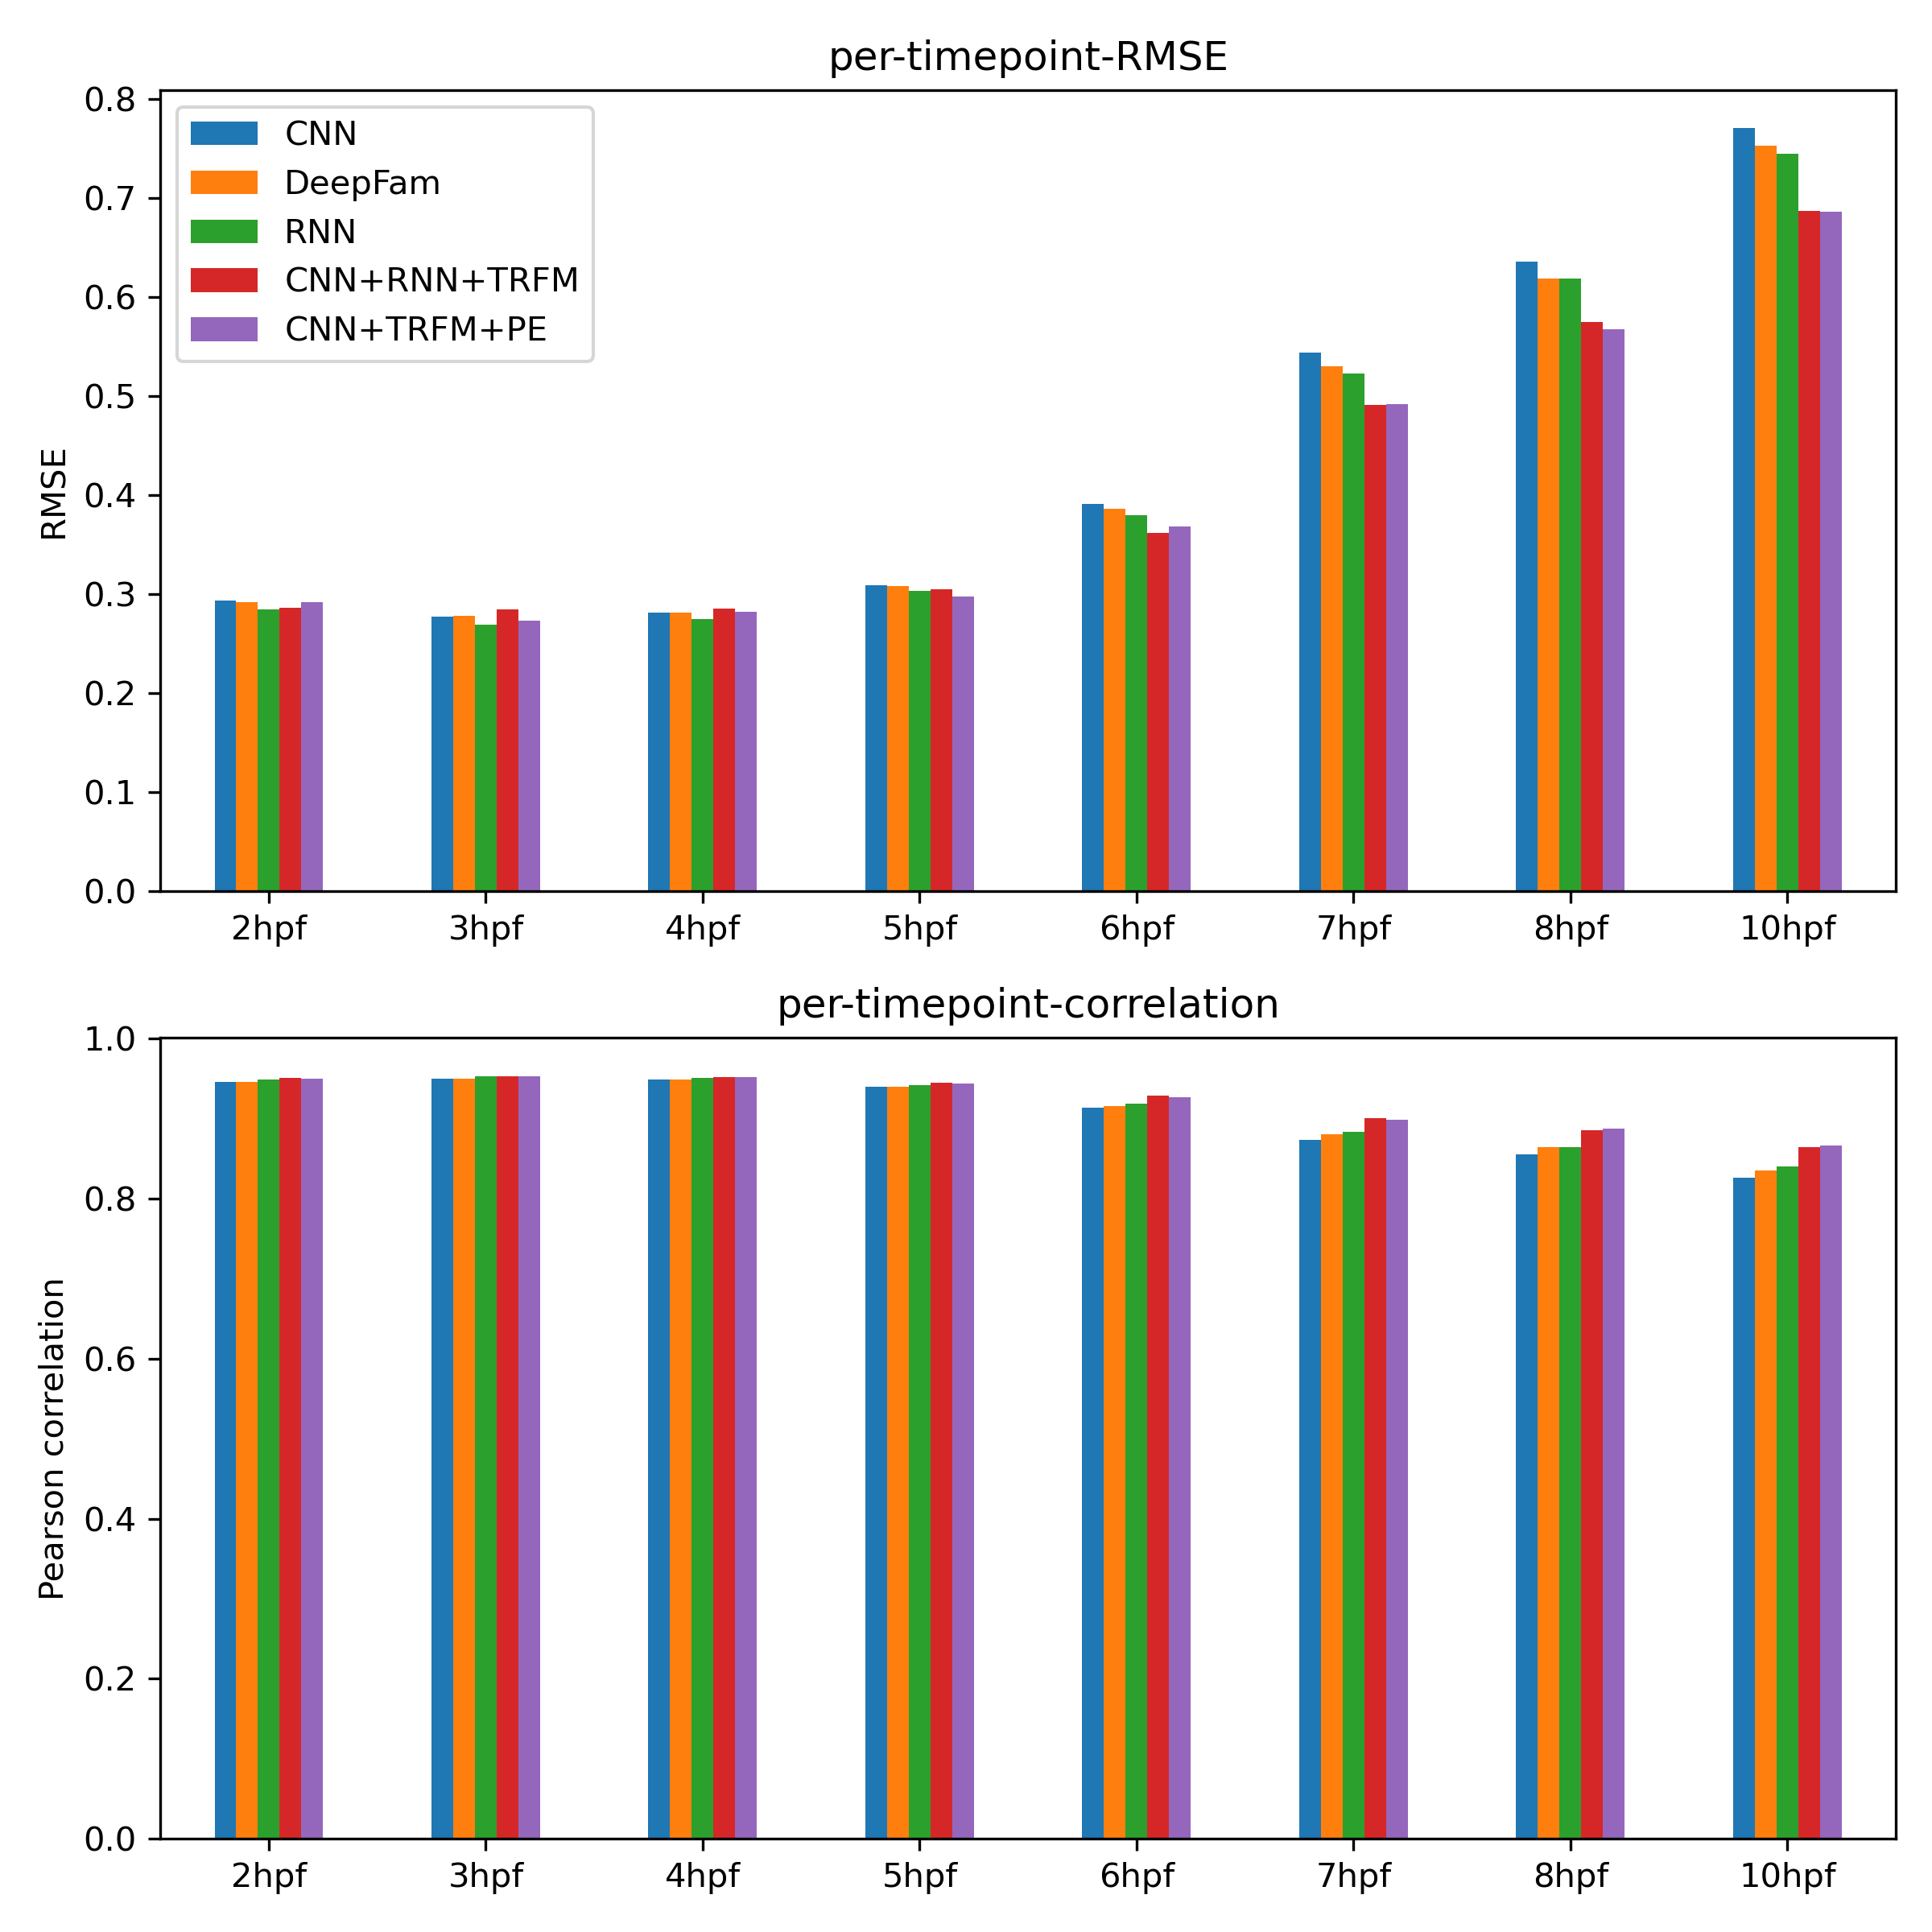 per-timepoint-RMSE
RMSE
0.8
0.7
0.6
0.5
0.4
0.3
0.2
0.1
0.0
CNN
DeepFam
RNN
CNN+RNN+TRFM
CNN+TRFM+PE
2hpf 3hpf 4hpf 5hpf 6hpf 7hpf 8hpf 10hpf
per-timepoint-correlation
Pearson correlation
1.0
0.8
0.6
0.4
0.2
0.0
2hpf 3hpf 4hpf 5hpf 6hpf 7hpf 8hpf 10hpf